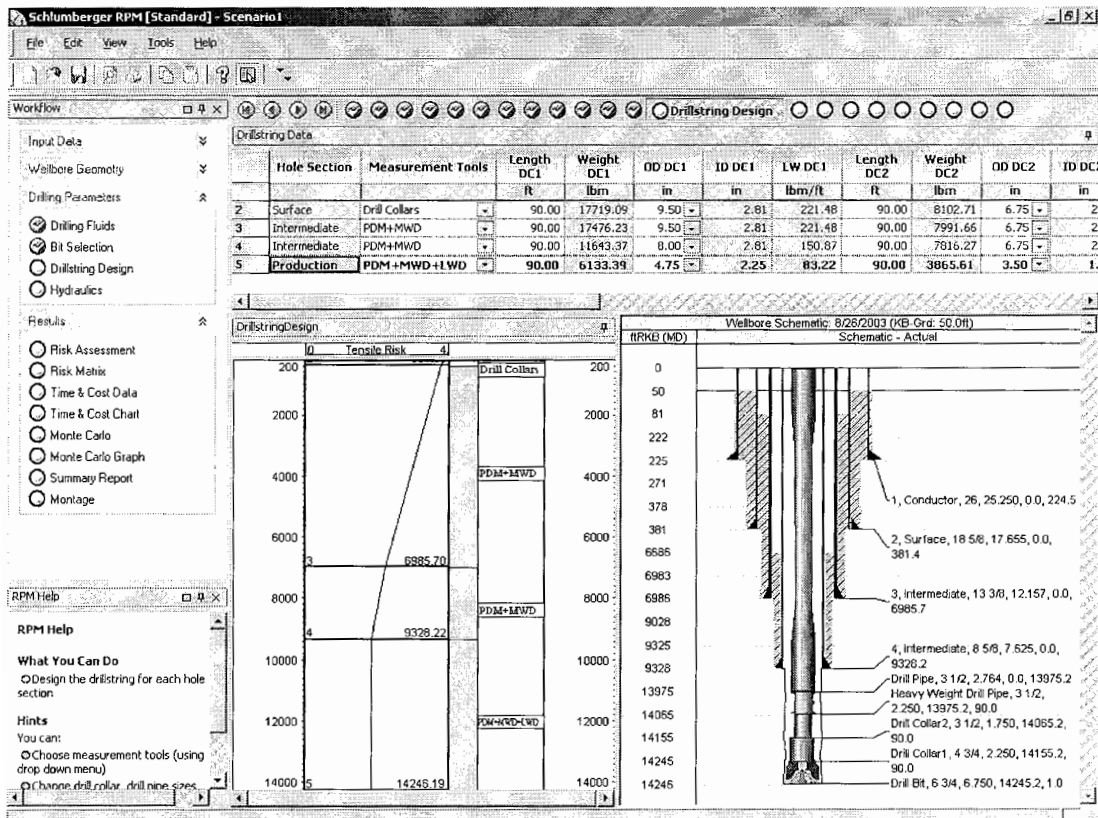 Schlumberger RPM [Standard] - Scenario1
File Edit View Tools Help
Workflow
Input Data
Wellbore Geometry
Drilling Parameters
Drilling Fluids
Bit Selection
Drillstring Design
Hydraulics
Results
Risk Assessment
Risk Matrix
Time & Cost Data
Time & Cost Chart
Monte Carlo
Monte Carlo Graph
Summary Report
Montage
RPM Help
RPM Help
What You Can Do
Design the drillstring for each hole
section
Hints
You can:
Choose measurement tools (using
drop down menu)
Change drill collar, drill pipe sizes
Drillstring Design
Drillstring Data
Hole Section Measurement Tools Length DC1 Weight DC1 OD DC1 ID DC1 LW DC1 Length DC2 Weight DC2 OD DC2 ID DC2
ft lbm in in lbm/ft ft lbm in in
2 Surface Drill Collars 90.00 17719.09 9.50 2.81 221.48 90.00 8102.71 6.75 2
3 Intermediate PDM+MWD 90.00 17476.23 9.50 2.81 221.48 90.00 7991.66 6.75 2
4 Intermediate PDM+MWD 90.00 11643.37 8.00 2.81 150.87 90.00 7816.27 6.75 2
5 Production PDM+MWD+LWD 90.00 6133.39 4.75 2.25 83.22 90.00 3865.61 3.50 1.
DrillstringDesign
0 Tensile Risk 4
200 Drill Collars 200
2000 2000
4000 PDM+MWD 4000
6000 6000
3 6985.70
8000 PDM+MWD 8000
4 9328.22
10000 10000
12000 PDM+MWD+LWD 12000
14000 5 14246.19 14000
Wellbore Schematic: 8/26/2003 (KB-Grd: 50.0ft)
ftRKB (MD) Schematic - Actual
0
50
81
222
225
271
378
381
6585
6983
6986
9028
9325
9328
13975
14065
14155
14245
14246
1, Conductor, 26, 25.250, 0.0, 224.5
2, Surface, 18 5/8, 17.655, 0.0,
381.4
3, Intermediate, 13 3/8, 12.157, 0.0,
6985.7
4, Intermediate, 8 5/8, 7.625, 0.0,
9328.2
Drill Pipe, 3 1/2, 2.764, 0.0, 13975.2
Heavy Weight Drill Pipe, 3 1/2,
2.250, 13975.2, 90.0
Drill Collar2, 3 1/2, 1.750, 14065.2,
90.0
Drill Collar1, 4 3/4, 2.250, 14155.2,
90.0
Drill Bit, 6 3/4, 6.750, 14245.2, 1.0